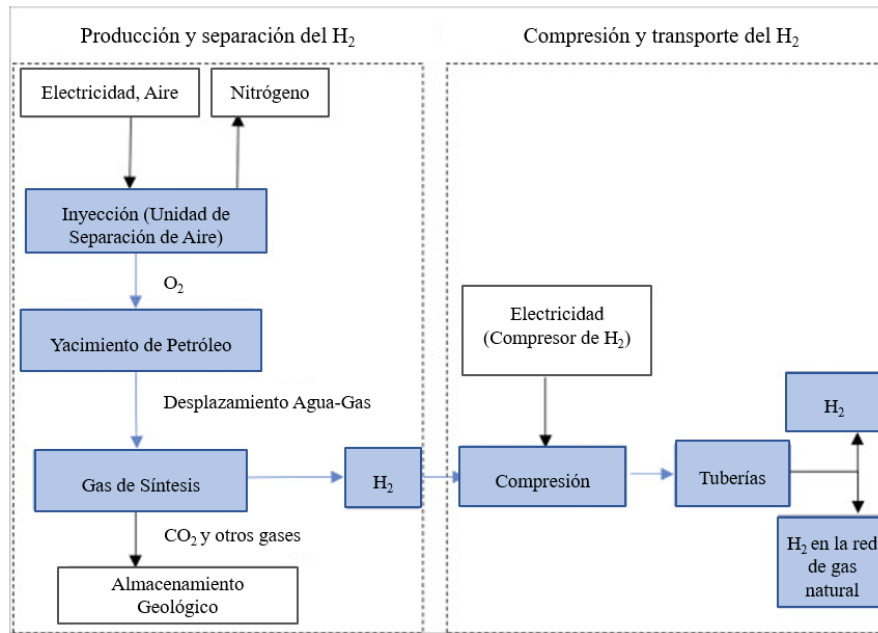 Producción y separación del H₂
Compresión y transporte del H₂
Electricidad, Aire
Nitrógeno
Inyección (Unidad de
Separación de Aire)
O₂
Yacimiento de Petróleo
Desplazamiento Agua-Gas
Gas de Síntesis
H₂
CO₂ y otros gases
Almacenamiento
Geológico
Electricidad
(Compresor de H₂)
Compresión
Tuberías
H₂
H₂ en la red
de gas
natural